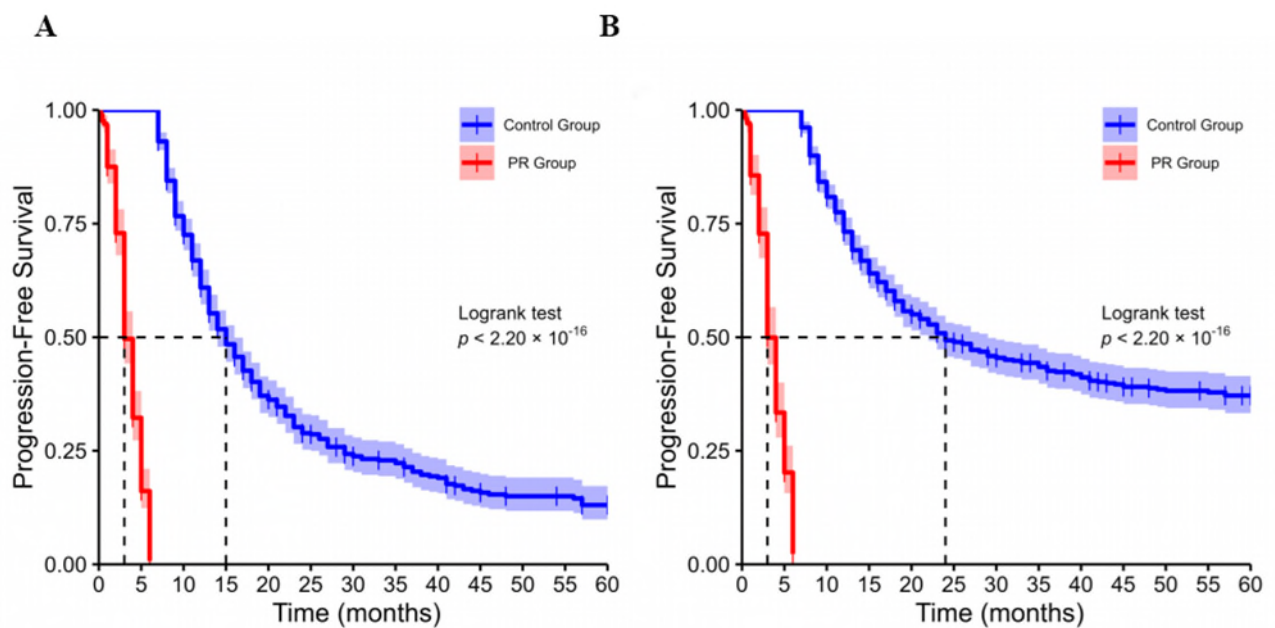 A
B
Progression-Free Survival
1.00
0.75
0.50
0.25
0.00
0 5 10 15 20 25 30 35 40 45 50 55 60
Time (months)
Control Group
PR Group
Logrank test
p < 2.20 × 10⁻¹⁶
Progression-Free Survival
1.00
0.75
0.50
0.25
0.00
0 5 10 15 20 25 30 35 40 45 50 55 60
Time (months)
Control Group
PR Group
Logrank test
p < 2.20 × 10⁻¹⁶